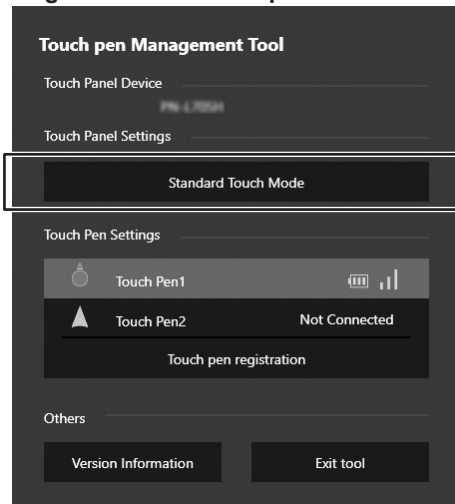 Touch pen Management Tool
Touch Panel Device
Touch Panel Settings
Standard Touch Mode
Touch Pen Settings
Touch Pen1
Touch Pen2 Not Connected
Touch pen registration
Others
Version Information Exit tool